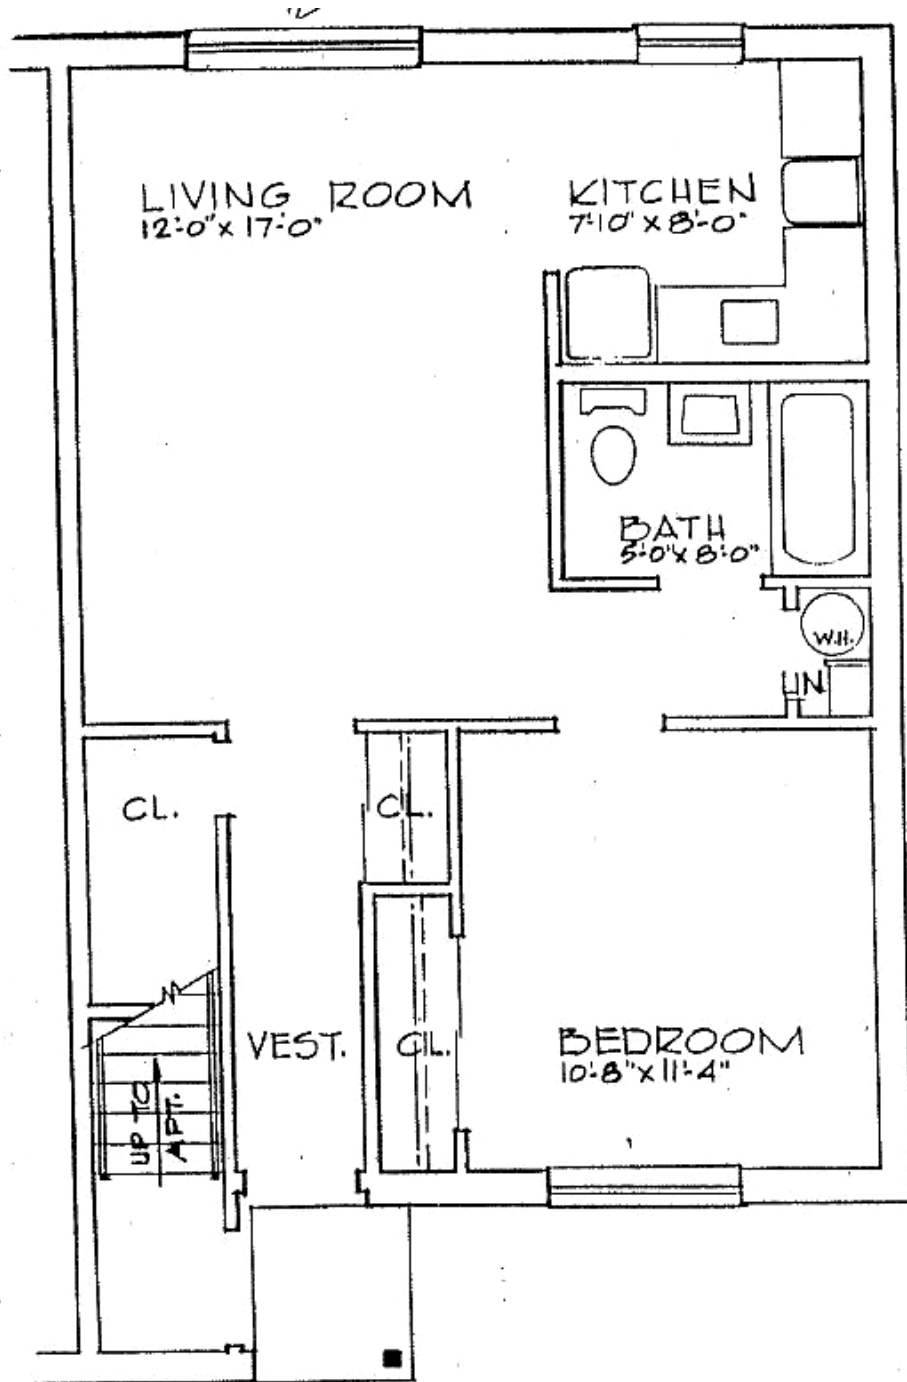 LIVING ROOM
12'-0" x 17'-0"
KITCHEN
7'-10" x 8'-0"
BATH
5'-0" x 8'-0"
W.H.
LIN
CL.
CL.
VEST.
CL.
BEDROOM
10'-8" x 11'-4"
UP TO
APT.